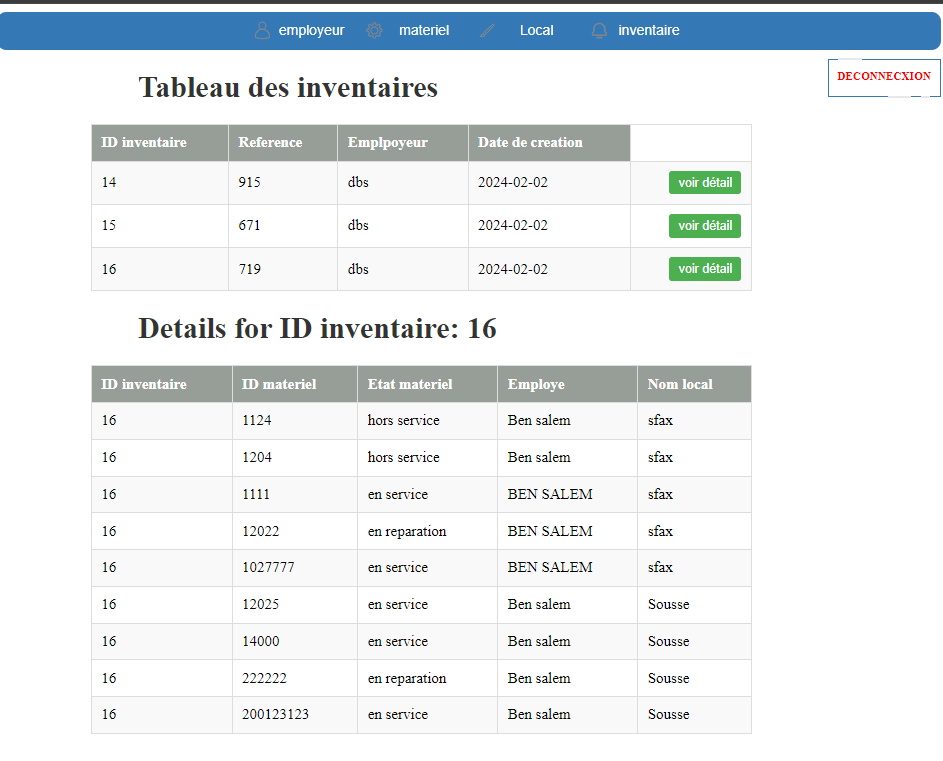 employeur materiel Local inventaire
DECONNECXION
Tableau des inventaires
ID inventaire Reference Emplpoyeur Date de creation
14 915 dbs 2024-02-02 voir détail
15 671 dbs 2024-02-02 voir détail
16 719 dbs 2024-02-02 voir détail
Details for ID inventaire: 16
ID inventaire ID materiel Etat materiel Employe Nom local
16 1124 hors service Ben salem sfax
16 1204 hors service Ben salem sfax
16 1111 en service BEN SALEM sfax
16 12022 en reparation BEN SALEM sfax
16 1027777 en service BEN SALEM sfax
16 12025 en service Ben salem Sousse
16 14000 en service Ben salem Sousse
16 222222 en reparation Ben salem Sousse
16 200123123 en service Ben salem Sousse